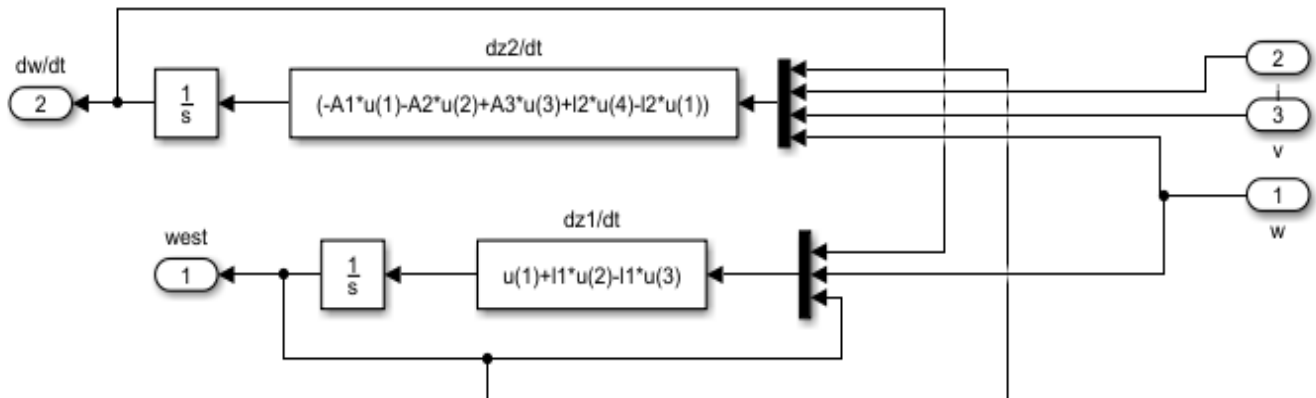 dz2/dt
dw/dt
2
1
s
(-A1*u(1)-A2*u(2)+A3*u(3)+l2*u(4)-l2*u(1))
2
i
3
v
1
w
dz1/dt
west
1
1
s
u(1)+l1*u(2)-l1*u(3)